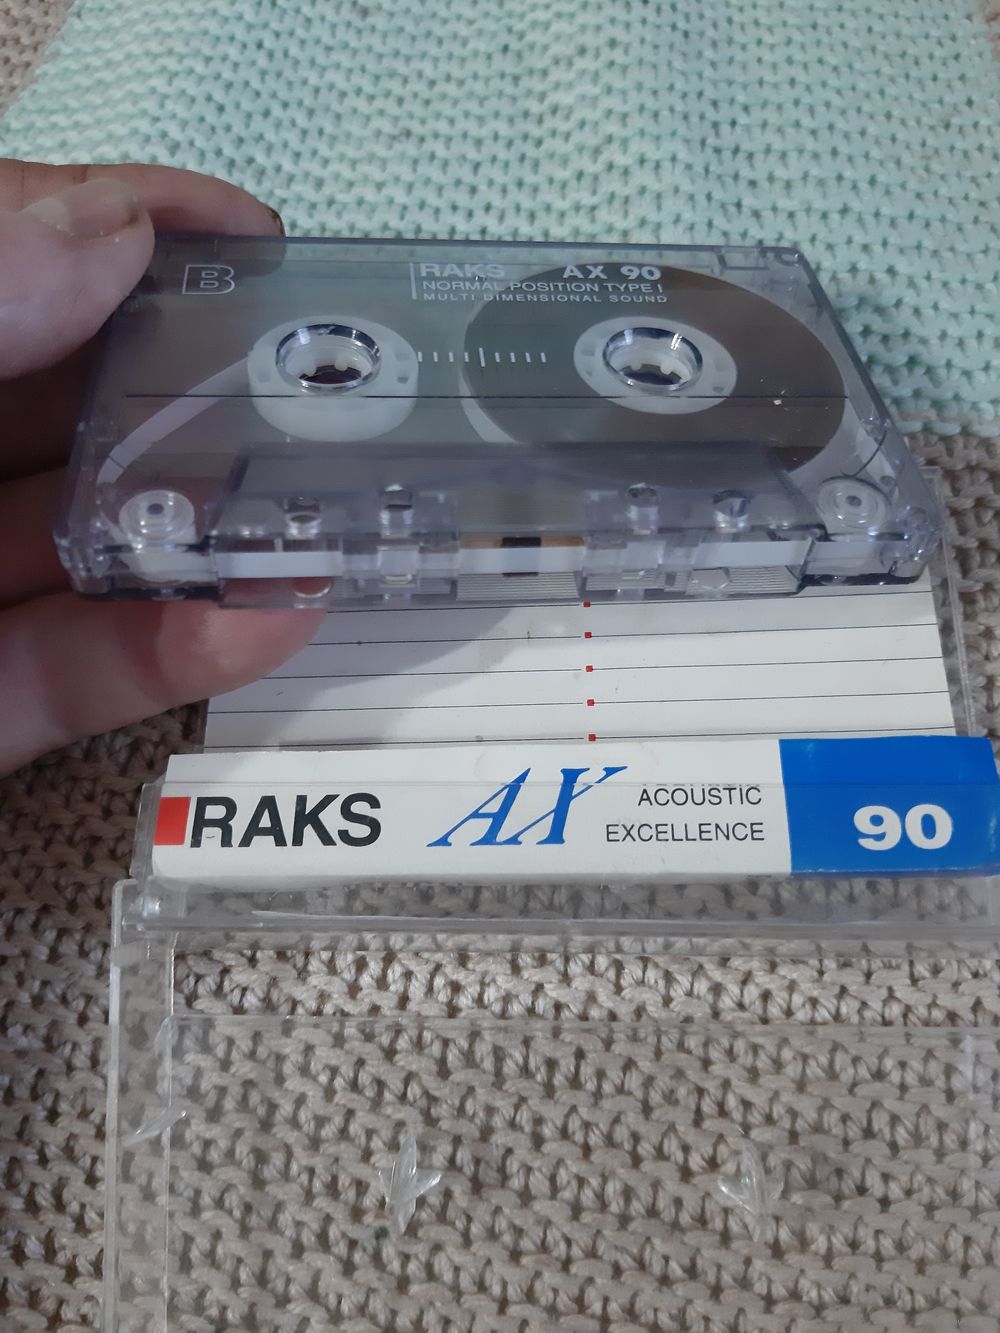 B
RAKS AX 90
NORMAL POSITION TYPE I
MULTI DIMENSIONAL SOUND
RAKS AX ACOUSTIC EXCELLENCE 90